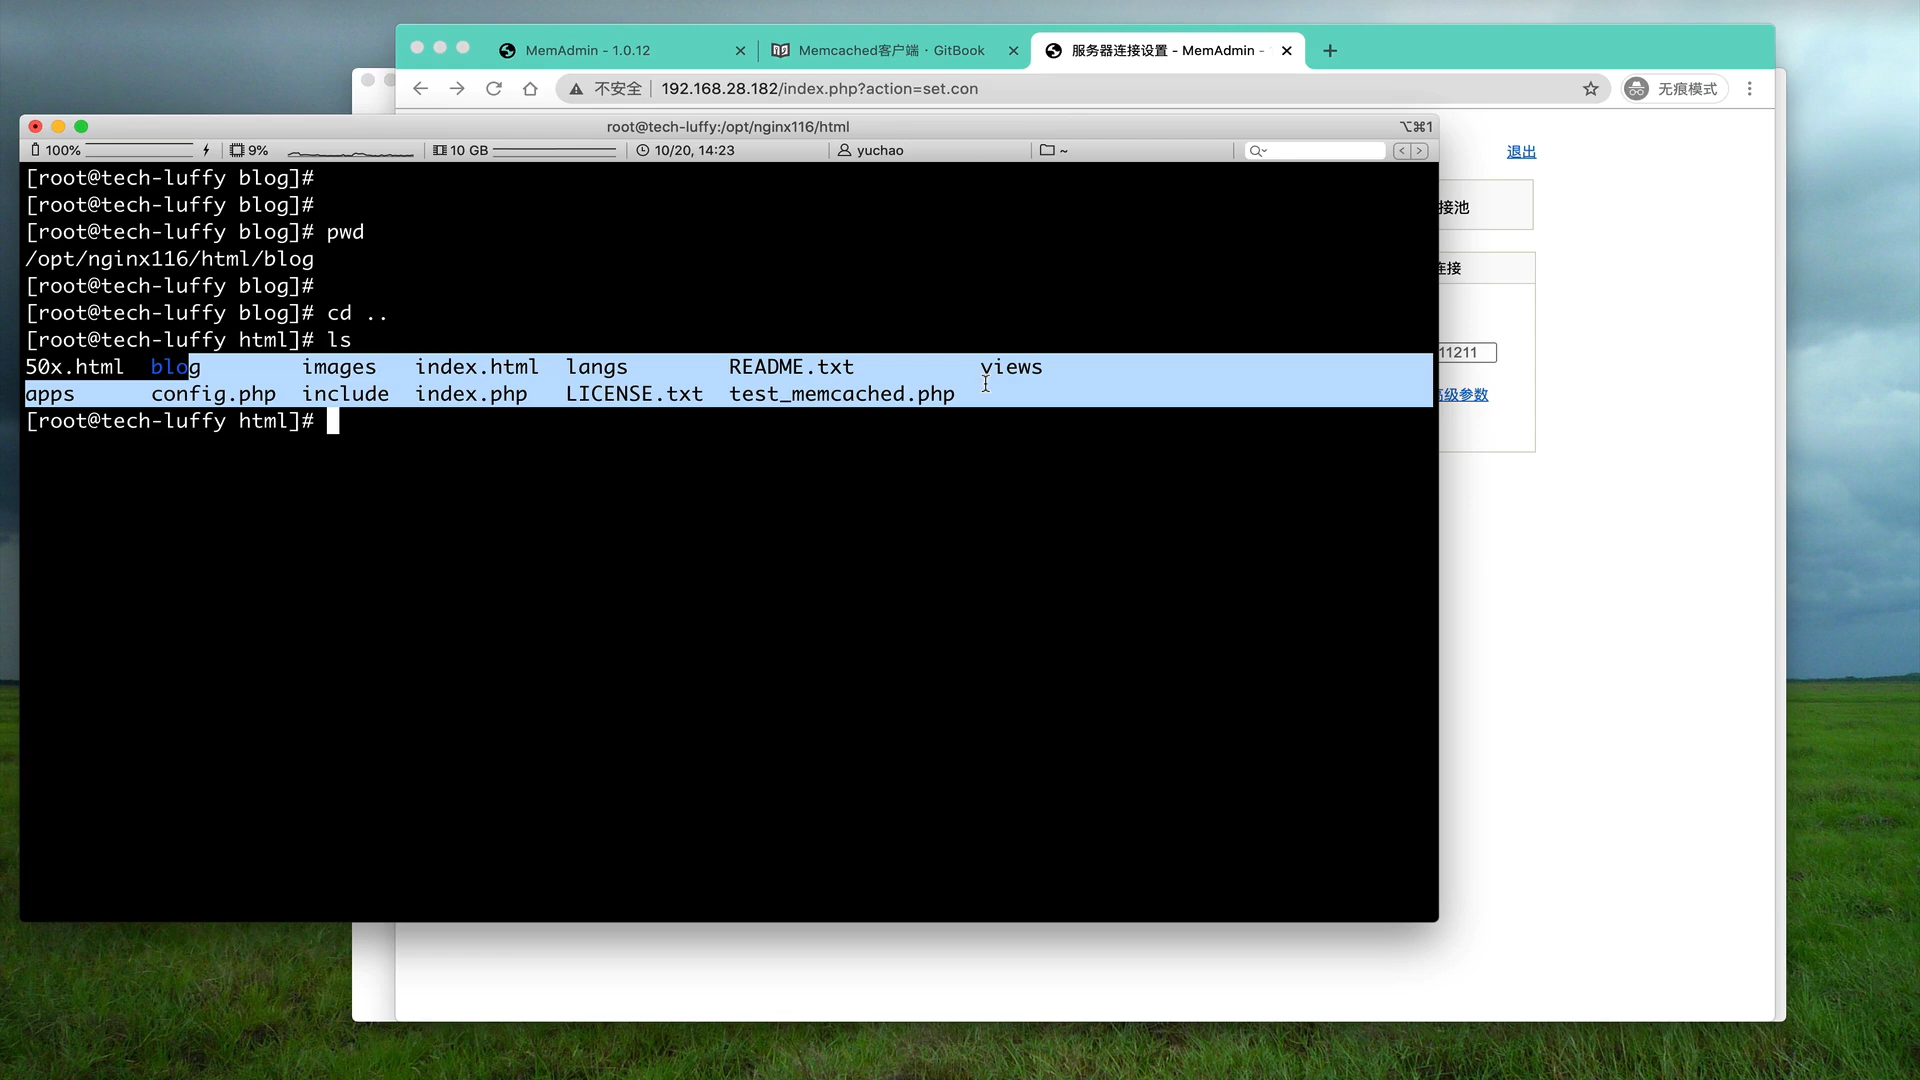 MemAdmin - 1.0.12
Memcached客户端 · GitBook
服务器连接设置 - MemAdmin -
不安全
192.168.28.182/index.php?action=set.con
无痕模式
root@tech-luffy:/opt/nginx116/html
⌥⌘1
100%
9%
10 GB
10/20, 14:23
yuchao
~
退出
接池
连接
11211
高级参数
[root@tech-luffy blog]#
[root@tech-luffy blog]#
[root@tech-luffy blog]# pwd
/opt/nginx116/html/blog
[root@tech-luffy blog]#
[root@tech-luffy blog]# cd ..
[root@tech-luffy html]# ls
50x.html blog images index.html langs README.txt views
apps config.php include index.php LICENSE.txt test_memcached.php
[root@tech-luffy html]#